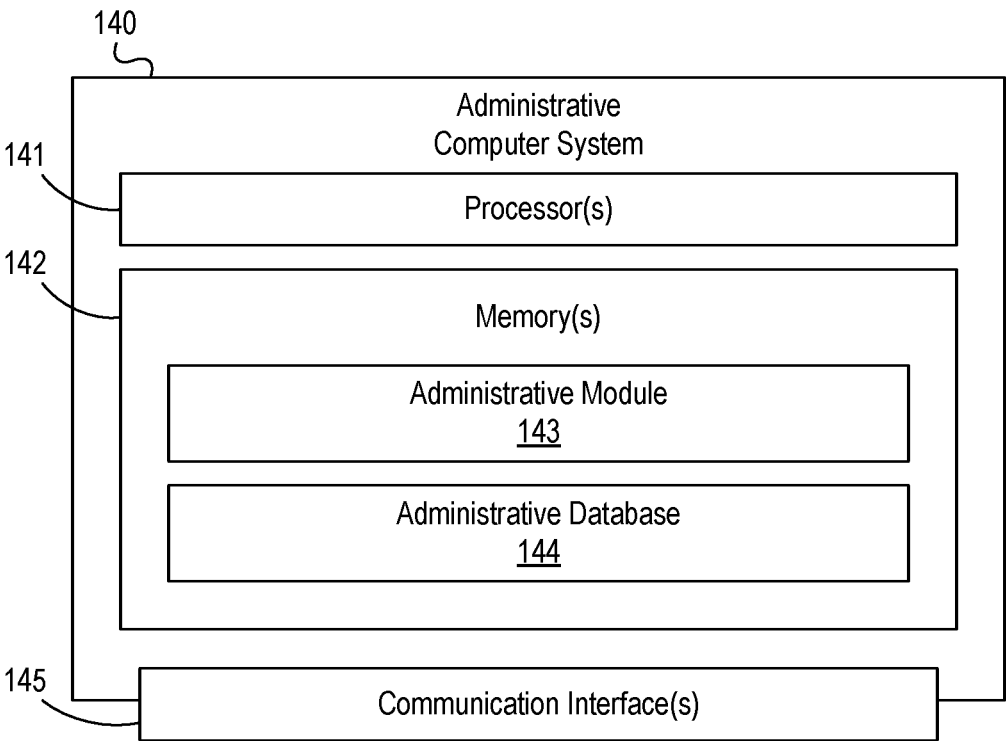 140
Administrative
Computer System
141
Processor(s)
142
Memory(s)
Administrative Module
143
Administrative Database
144
145
Communication Interface(s)